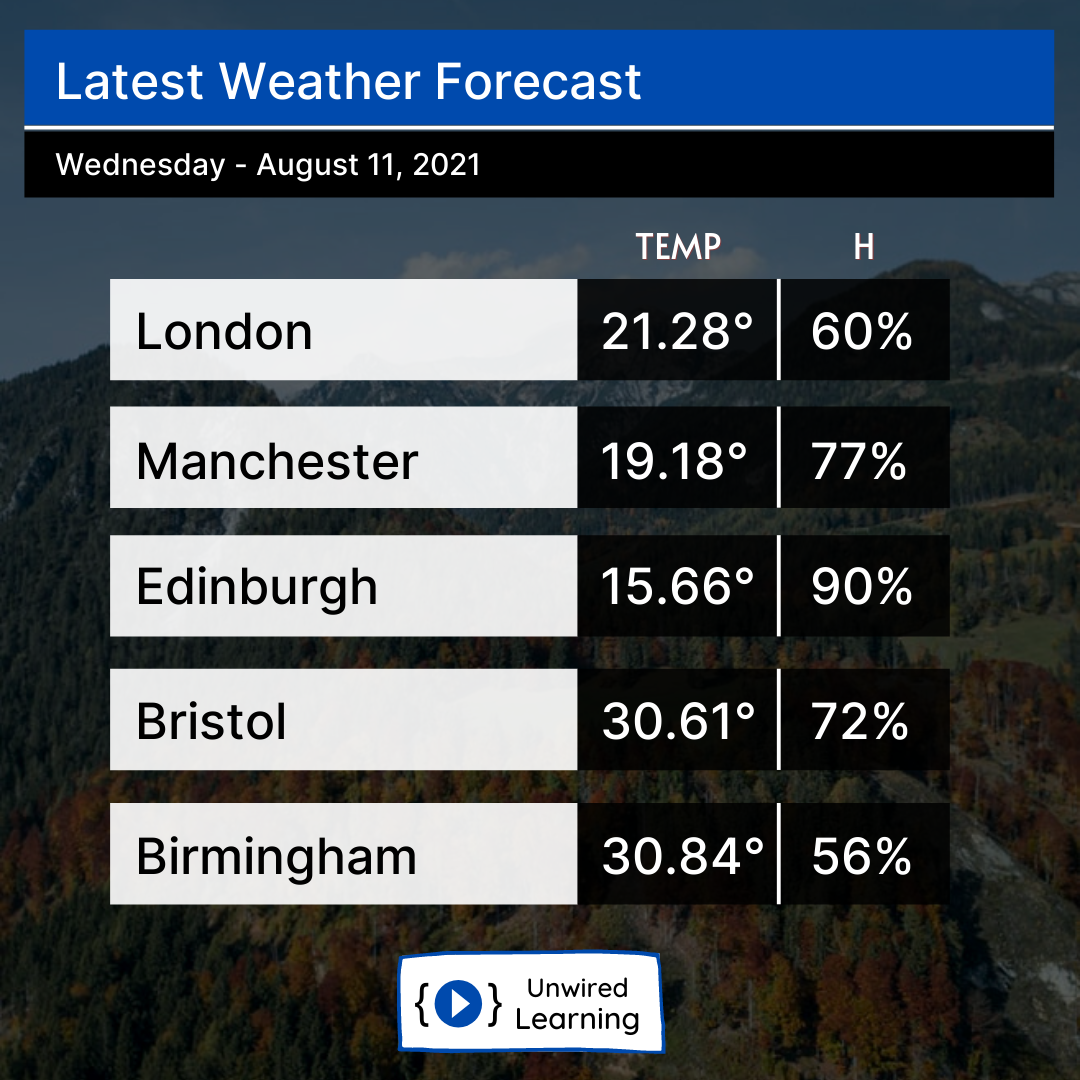 Latest Weather Forecast
Wednesday - August 11, 2021
TEMP H
London 21.28° 60%
Manchester 19.18° 77%
Edinburgh 15.66° 90%
Bristol 30.61° 72%
Birmingham 30.84° 56%
{ } Unwired
Learning